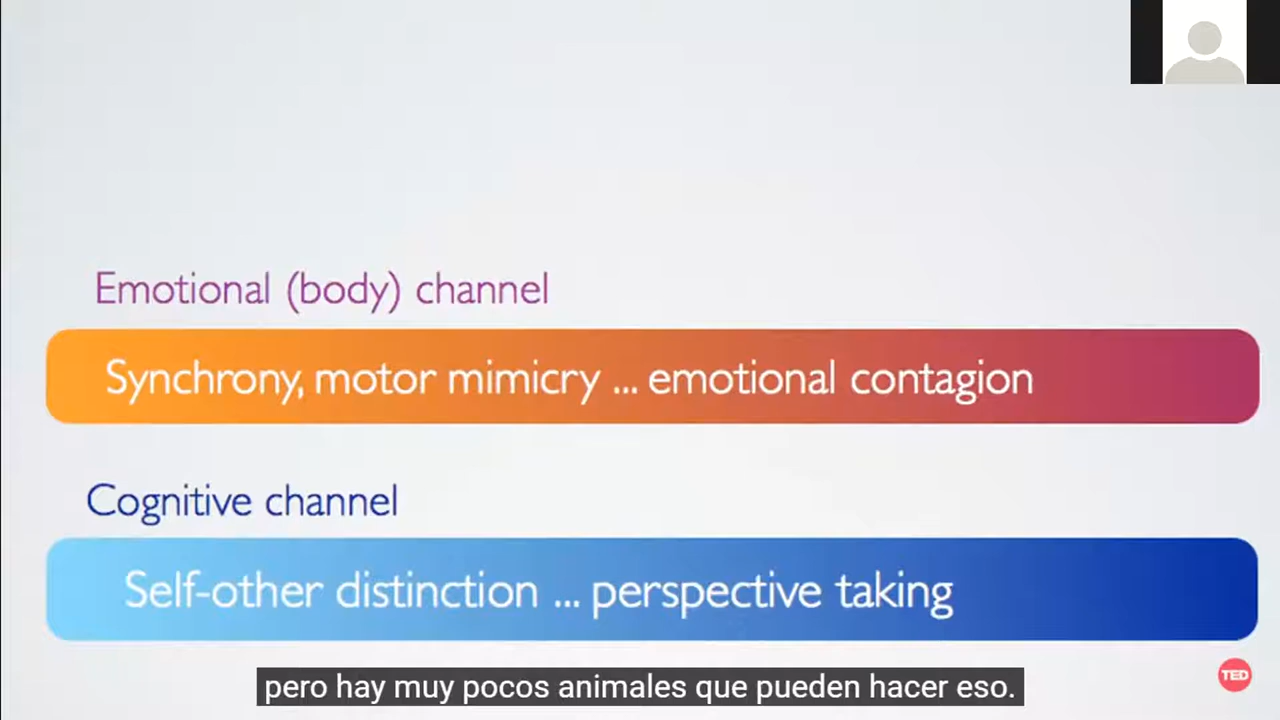 Emotional (body) channel
Synchrony, motor mimicry ... emotional contagion
Cognitive channel
Self-other distinction ... perspective taking
TED
pero hay muy pocos animales que pueden hacer eso.